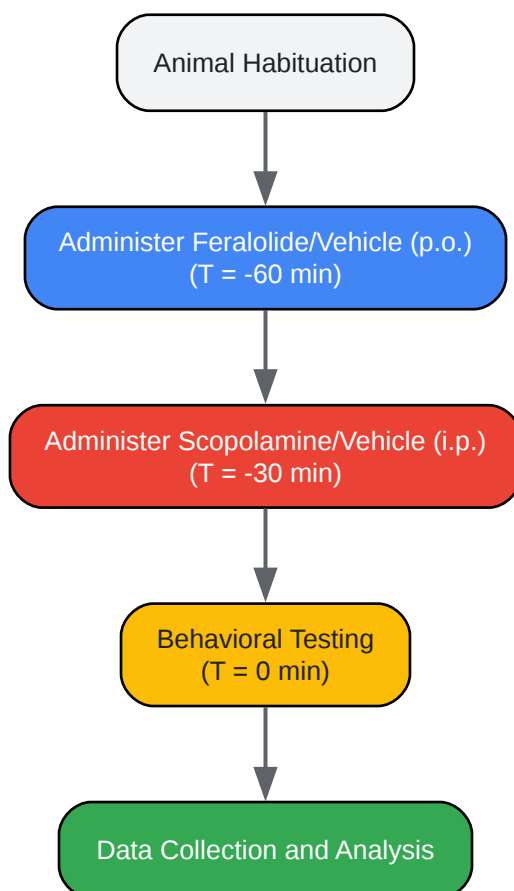 Animal Habituation
Administer Feralolide/Vehicle (p.o.)
(T = -60 min)
Administer Scopolamine/Vehicle (i.p.)
(T = -30 min)
Behavioral Testing
(T = 0 min)
Data Collection and Analysis